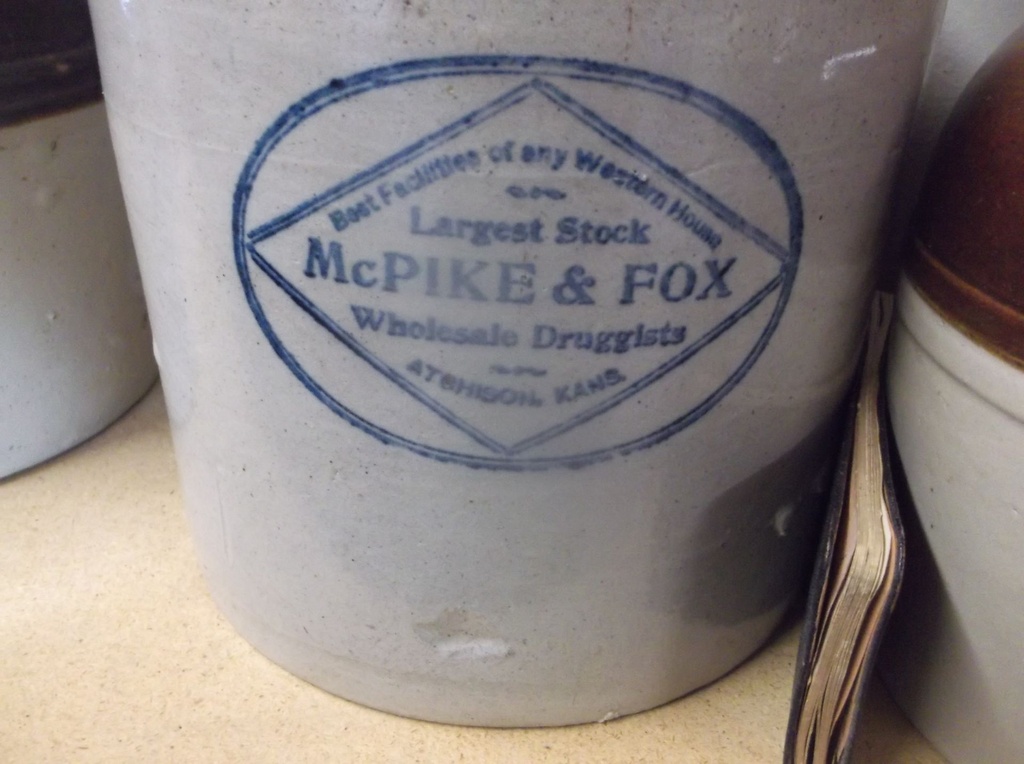 Best Facilities of any Western House
Largest Stock
McPIKE & FOX
Wholesale Druggists
ATCHISON, KANS.